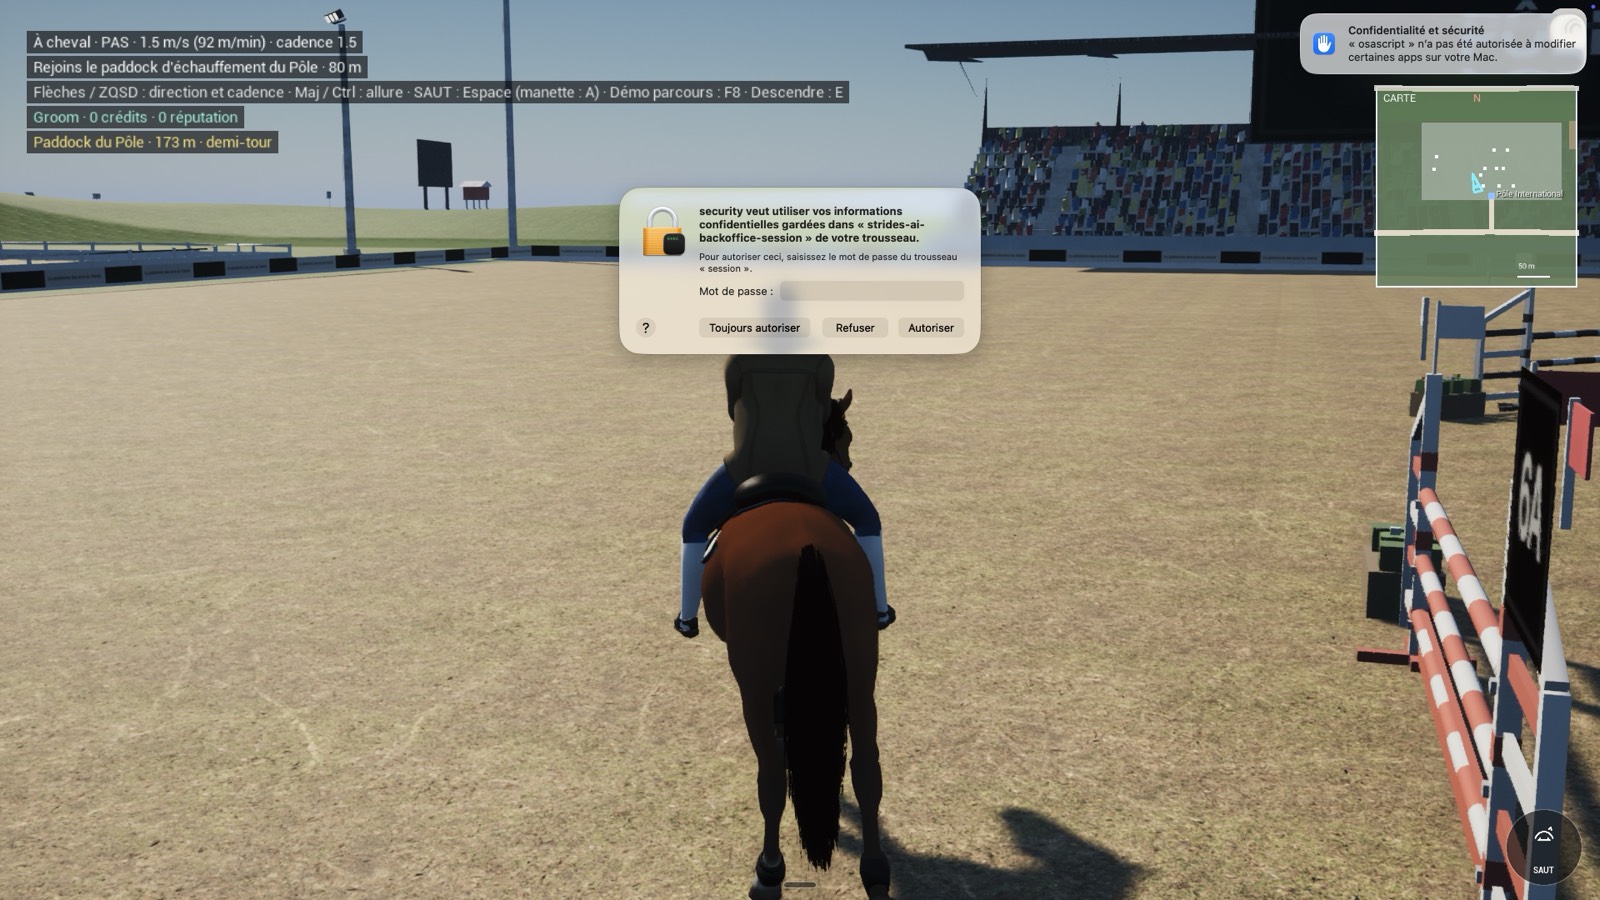 À cheval · PAS · 1.5 m/s (92 m/min) · cadence 1.5
Rejoins le paddock d'échauffement du Pôle · 80 m
Flèches / ZQSD : direction et cadence · Maj / Ctrl : allure · SAUT : Espace (manette : A) · Démo parcours : F8 · Descendre : E
Groom · 0 crédits · 0 réputation
Paddock du Pôle · 173 m · demi-tour
Confidentialité et sécurité
« osascript » n'a pas été autorisée à modifier
certaines apps sur votre Mac.
CARTE
N
Pôle International
50 m
security veut utiliser vos informations
confidentielles gardées dans « strides-ai-
backoffice-session » de votre trousseau.
Pour autoriser ceci, saisissez le mot de passe du trousseau
« session ».
Mot de passe :
?
Toujours autoriser
Refuser
Autoriser
6A
SAUT